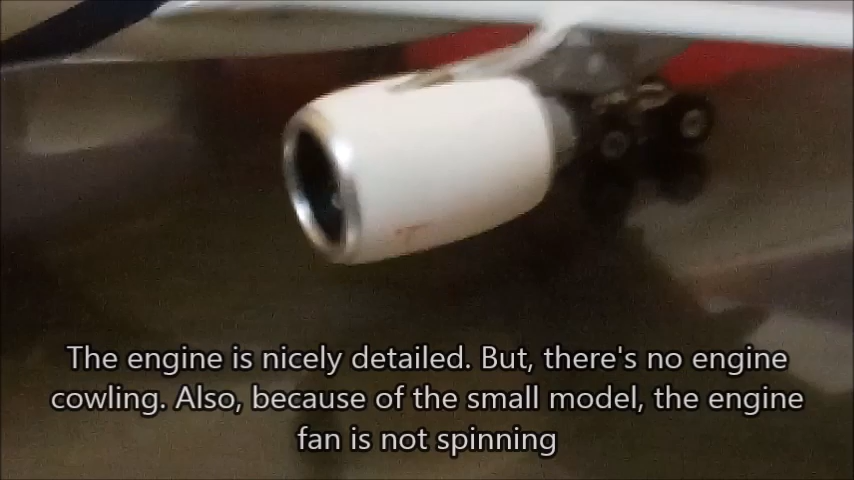 The engine is nicely detailed. But, there's no engine
cowling. Also, because of the small model, the engine
fan is not spinning